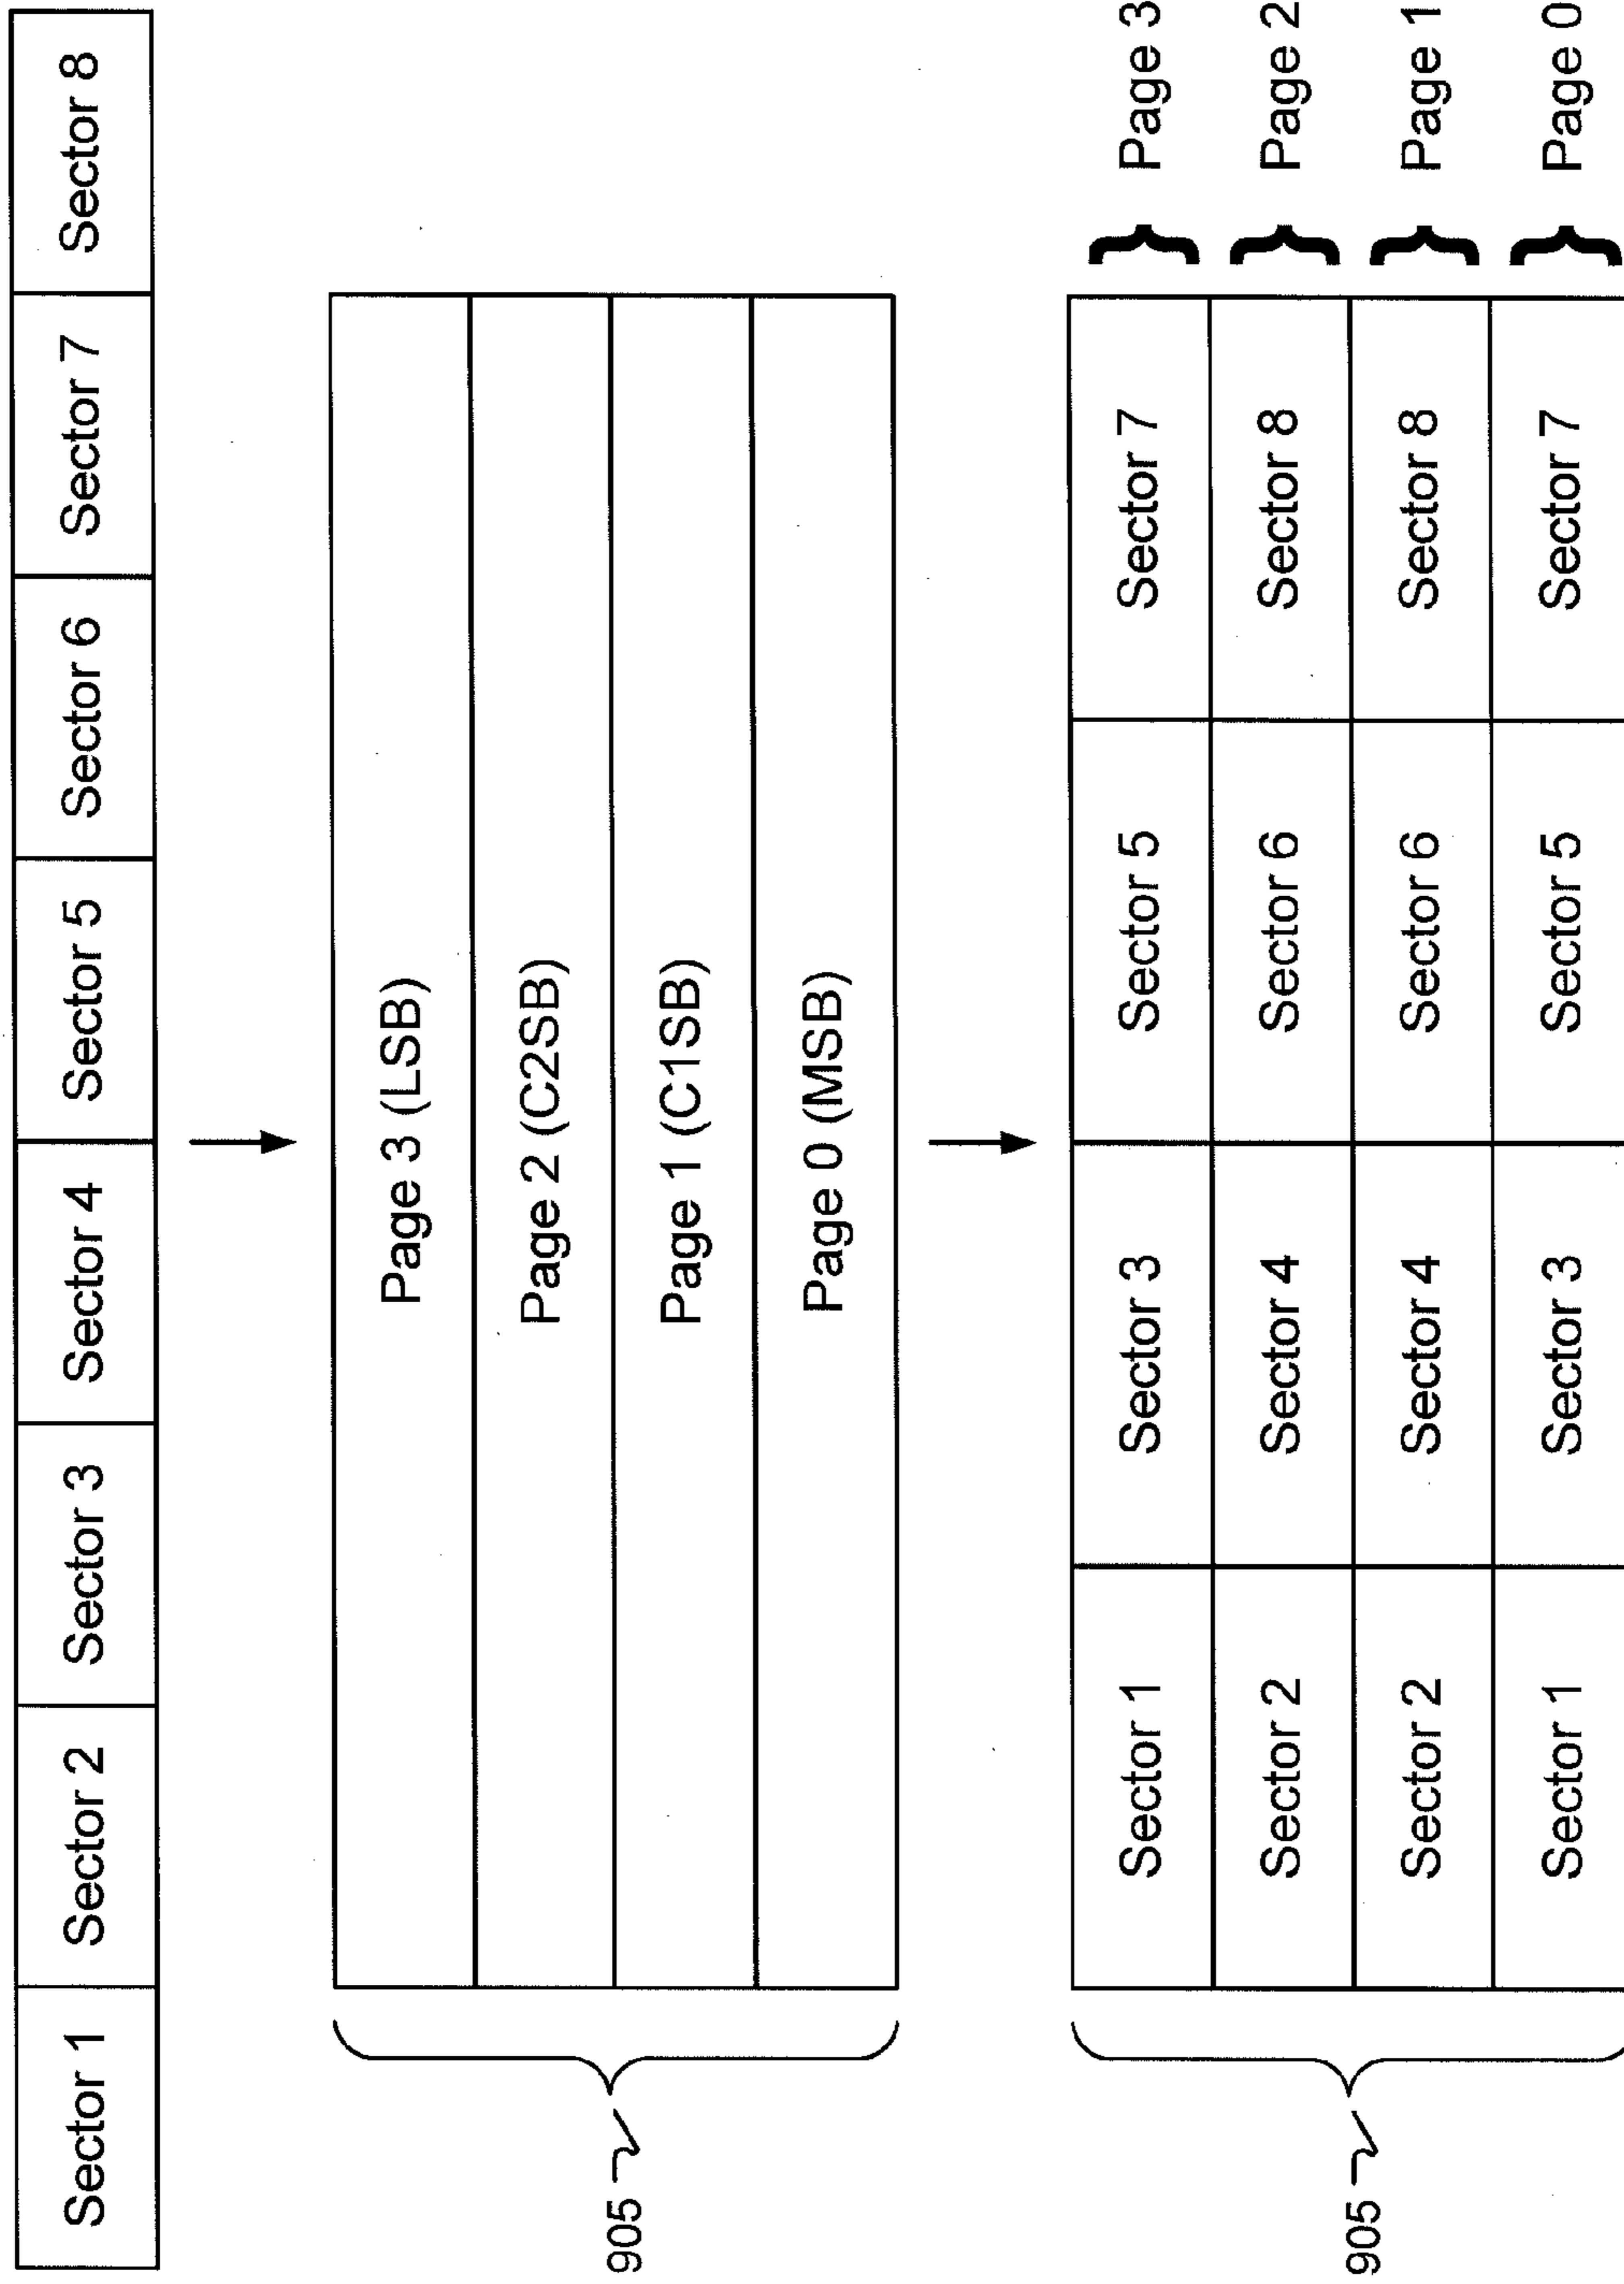 Sector 1 Sector 2 Sector 3 Sector 4 Sector 5 Sector 6 Sector 7 Sector 8
Page 3 (LSB)
Page 2 (C2SB)
Page 1 (C1SB)
Page 0 (MSB)
905
Sector 1 Sector 3 Sector 5 Sector 7 Page 3
Sector 2 Sector 4 Sector 6 Sector 8 Page 2
Sector 2 Sector 4 Sector 6 Sector 8 Page 1
Sector 1 Sector 3 Sector 5 Sector 7 Page 0
905